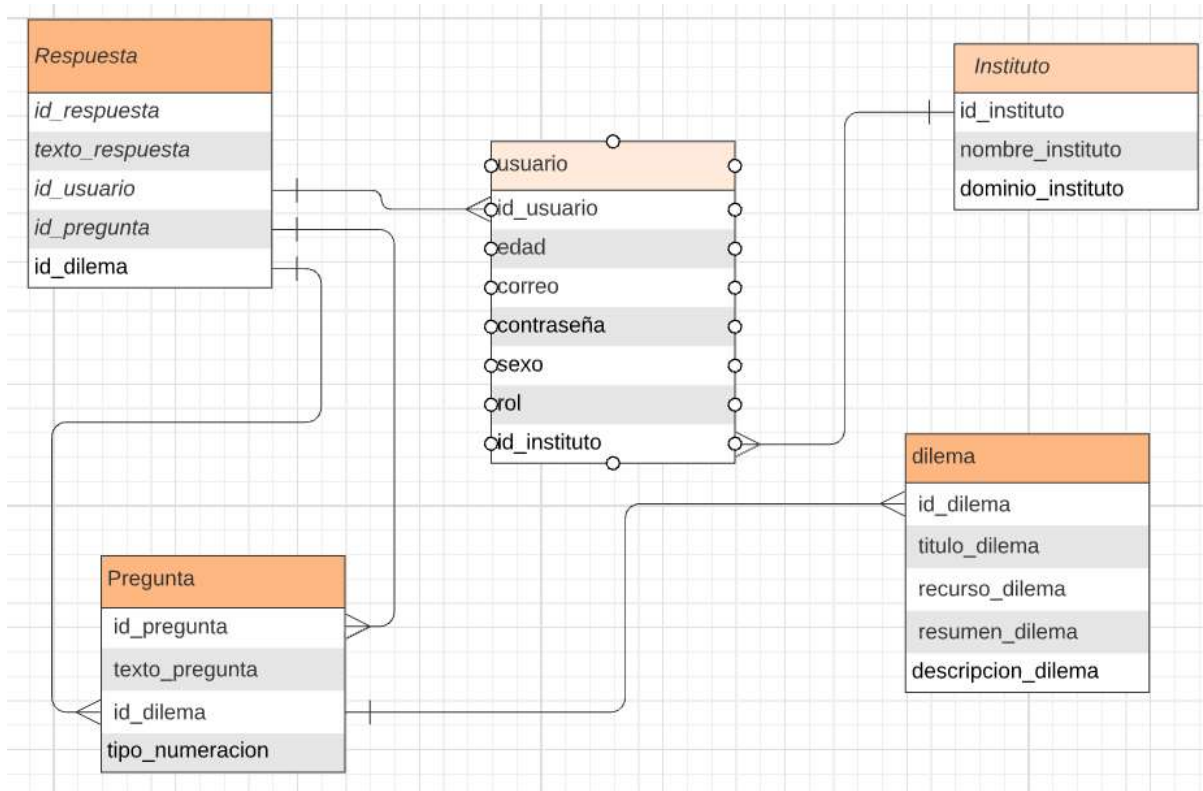 Respuesta
id_respuesta
texto_respuesta
id_usuario
id_pregunta
id_dilema
usuario
id_usuario
edad
correo
contraseña
sexo
rol
id_instituto
Instituto
id_instituto
nombre_instituto
dominio_instituto
Pregunta
id_pregunta
texto_pregunta
id_dilema
tipo_numeracion
dilema
id_dilema
titulo_dilema
recurso_dilema
resumen_dilema
descripcion_dilema